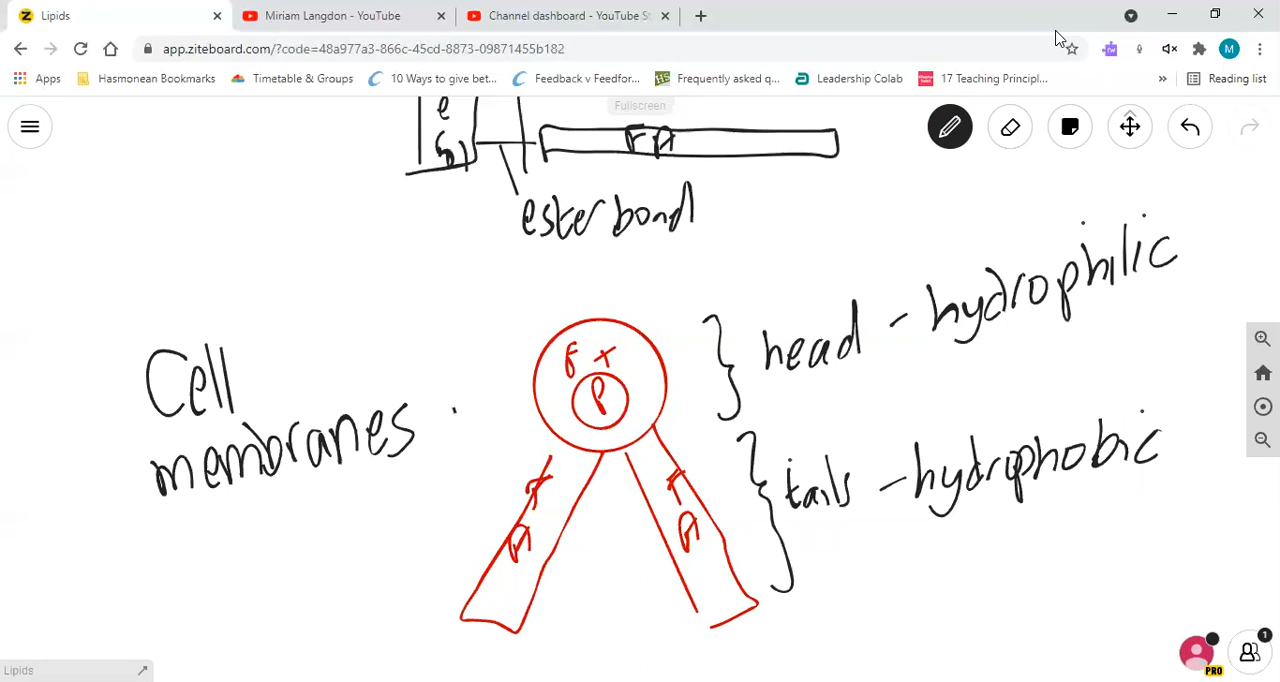 Lipids
Miriam Langdon - YouTube
Channel dashboard - YouTube St
app.ziteboard.com/?code=48a977a3-866c-45cd-8873-09871455b182
Apps
Hasmonean Bookmarks
Timetable & Groups
10 Ways to give bet...
Feedback v Feedfor...
Frequently asked q...
Leadership Colab
17 Teaching Principl...
»
Reading list
Fullscreen
e
FA
ester bond
head - hydrophilic
Cell
membranes
P
FA
FA
tails - hydrophobic
Lipids
1
PRO